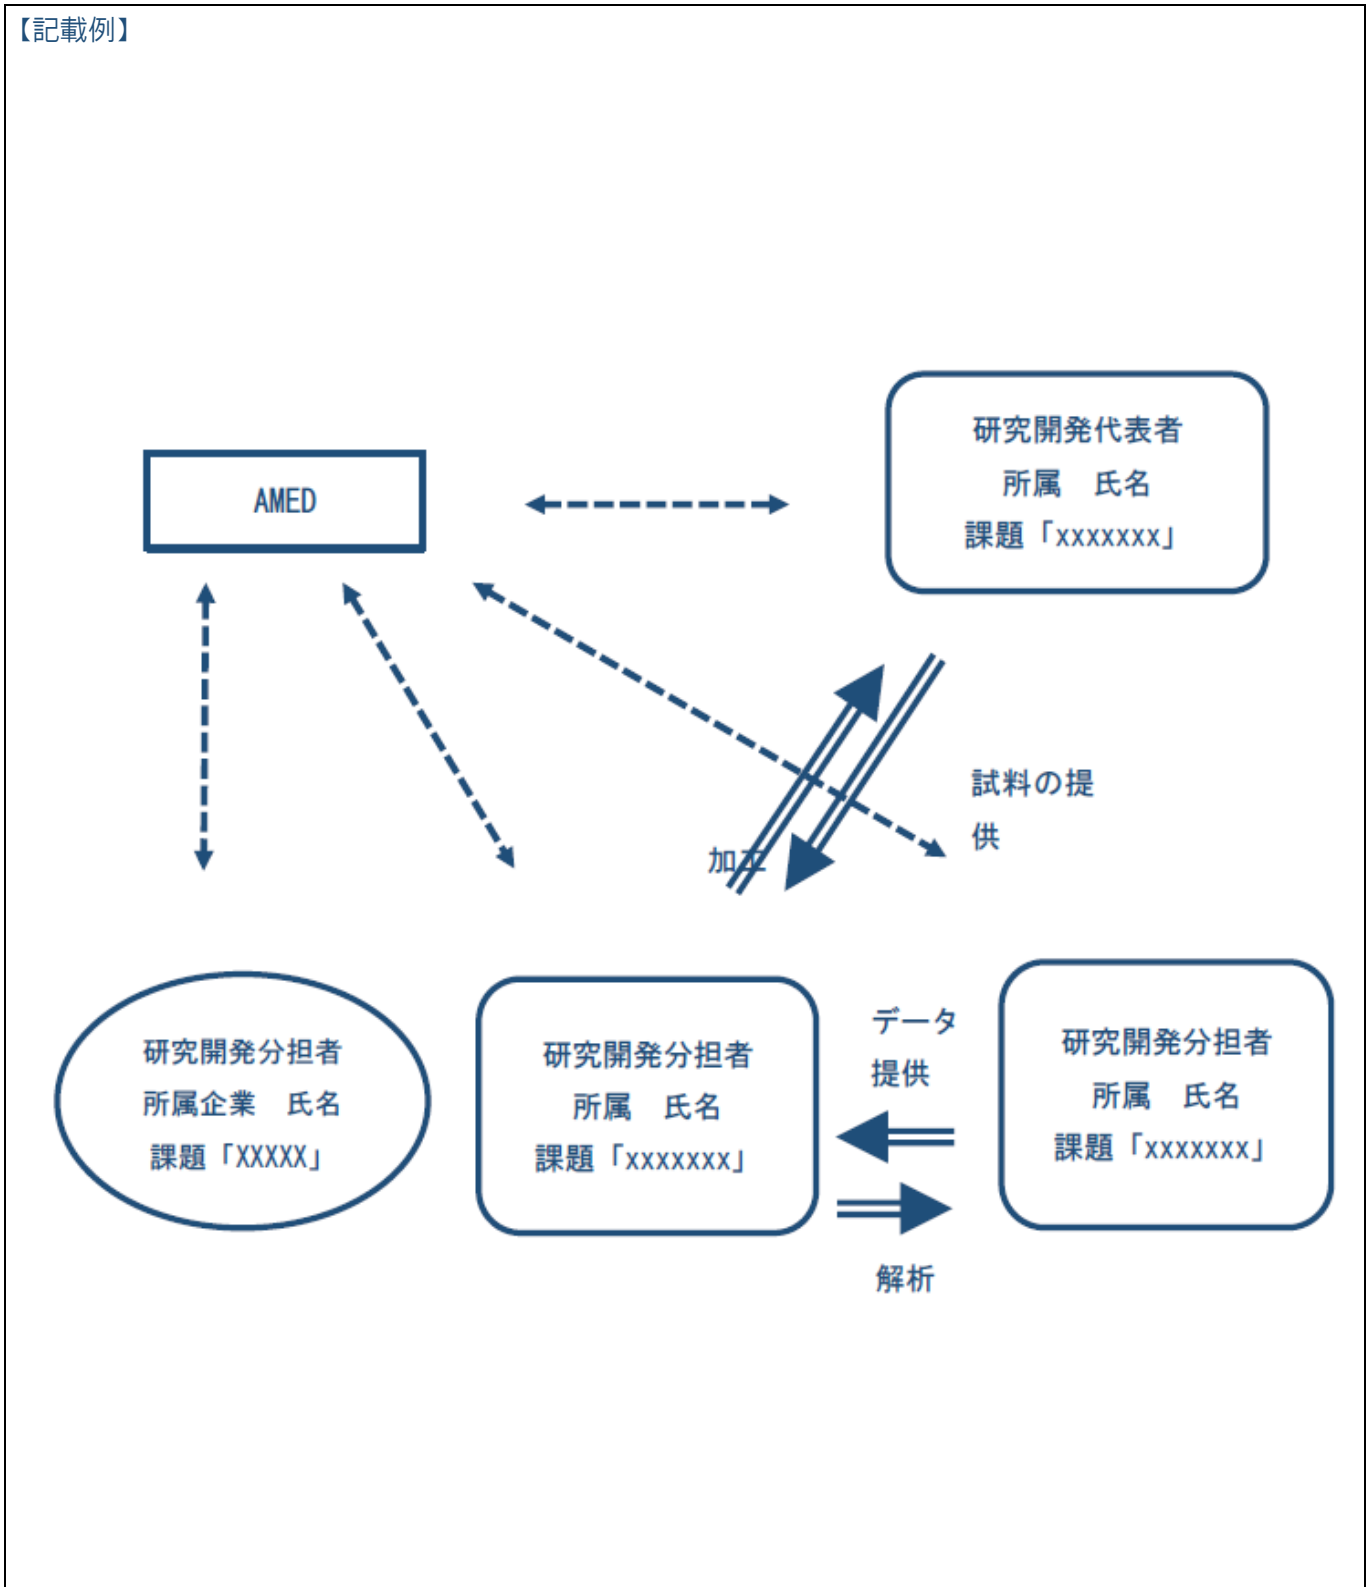 【記載例】
AMED
研究開発代表者
所属　氏名
課題「xxxxxxx」
試料の提
供
加工
研究開発分担者
所属企業　氏名
課題「XXXXX」
研究開発分担者
所属　氏名
課題「xxxxxxx」
データ
提供
解析
研究開発分担者
所属　氏名
課題「xxxxxxx」